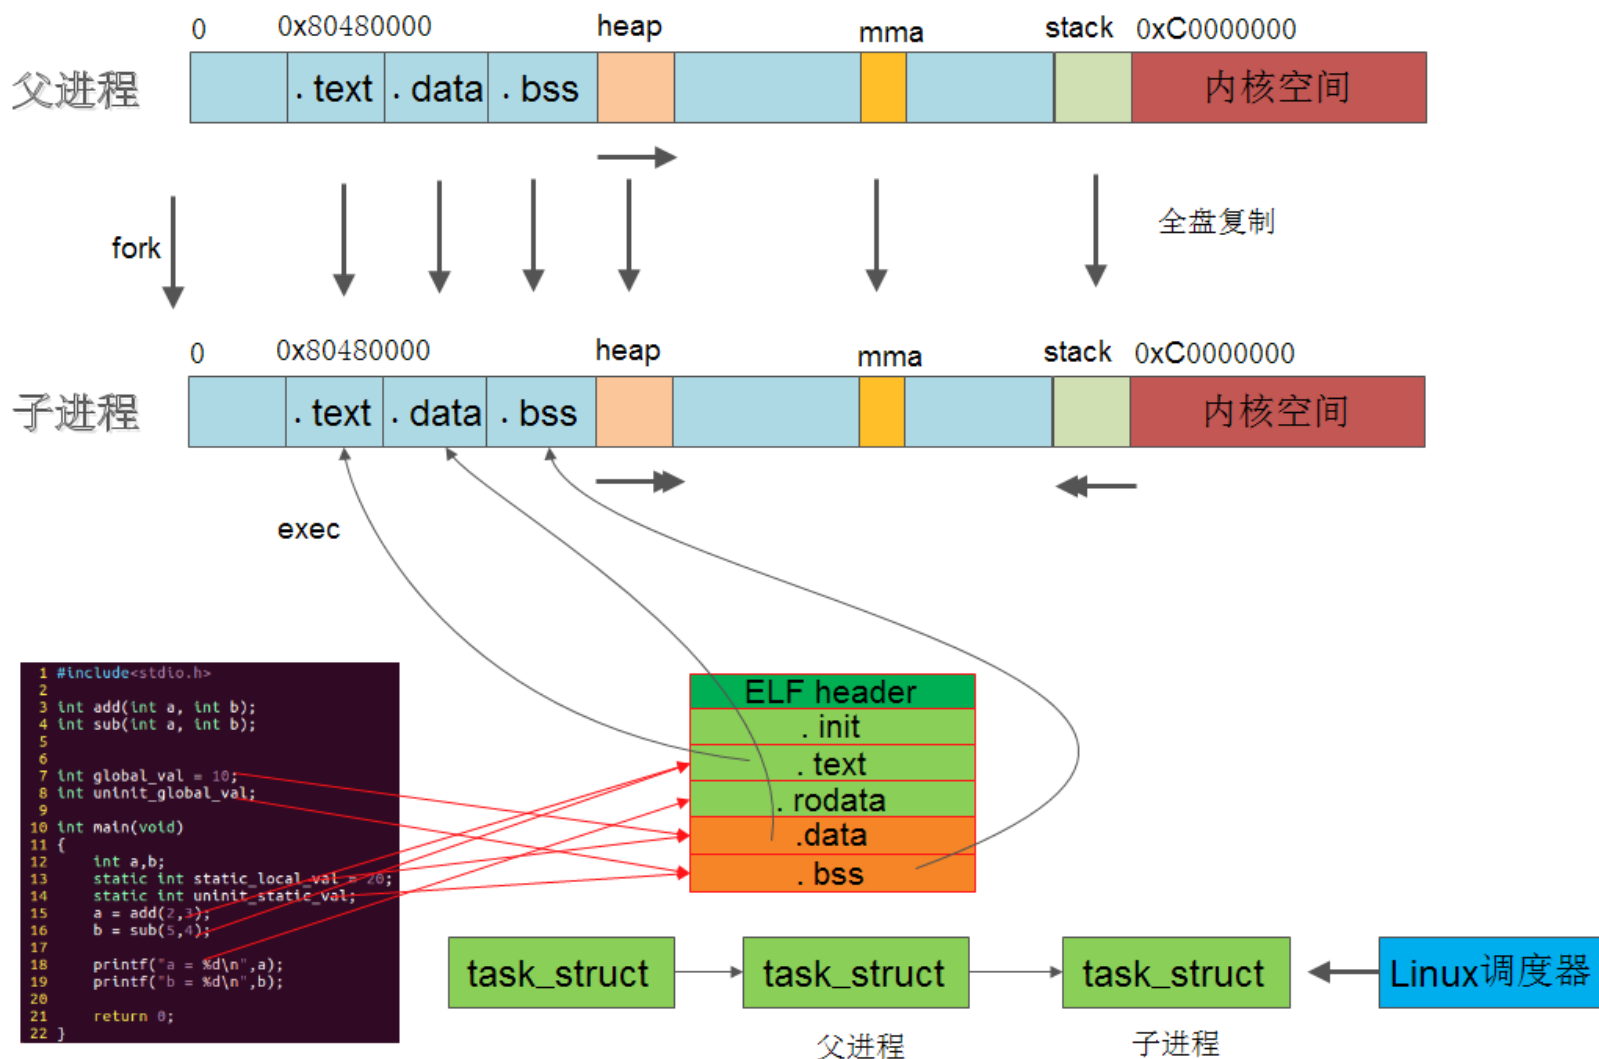 0 0x80480000 heap mma stack 0xC0000000
父进程 . text . data . bss 内核空间
fork 全盘复制
0 0x80480000 heap mma stack 0xC0000000
子进程 . text . data . bss 内核空间
exec
1 #include<stdio.h>
2
3 int add(int a, int b);
4 int sub(int a, int b);
5
6
7 int global_val = 10;
8 int uninit_global_val;
9
10 int main(void)
11 {
12 int a,b;
13 static int static_local_val = 20;
14 static int uninit_static_val;
15 a = add(2,3);
16 b = sub(5,4);
17
18 printf("a = %d\n",a);
19 printf("b = %d\n",b);
20
21 return 0;
22 }
ELF header
. init
. text
. rodata
.data
. bss
task_struct task_struct task_struct Linux调度器
父进程 子进程